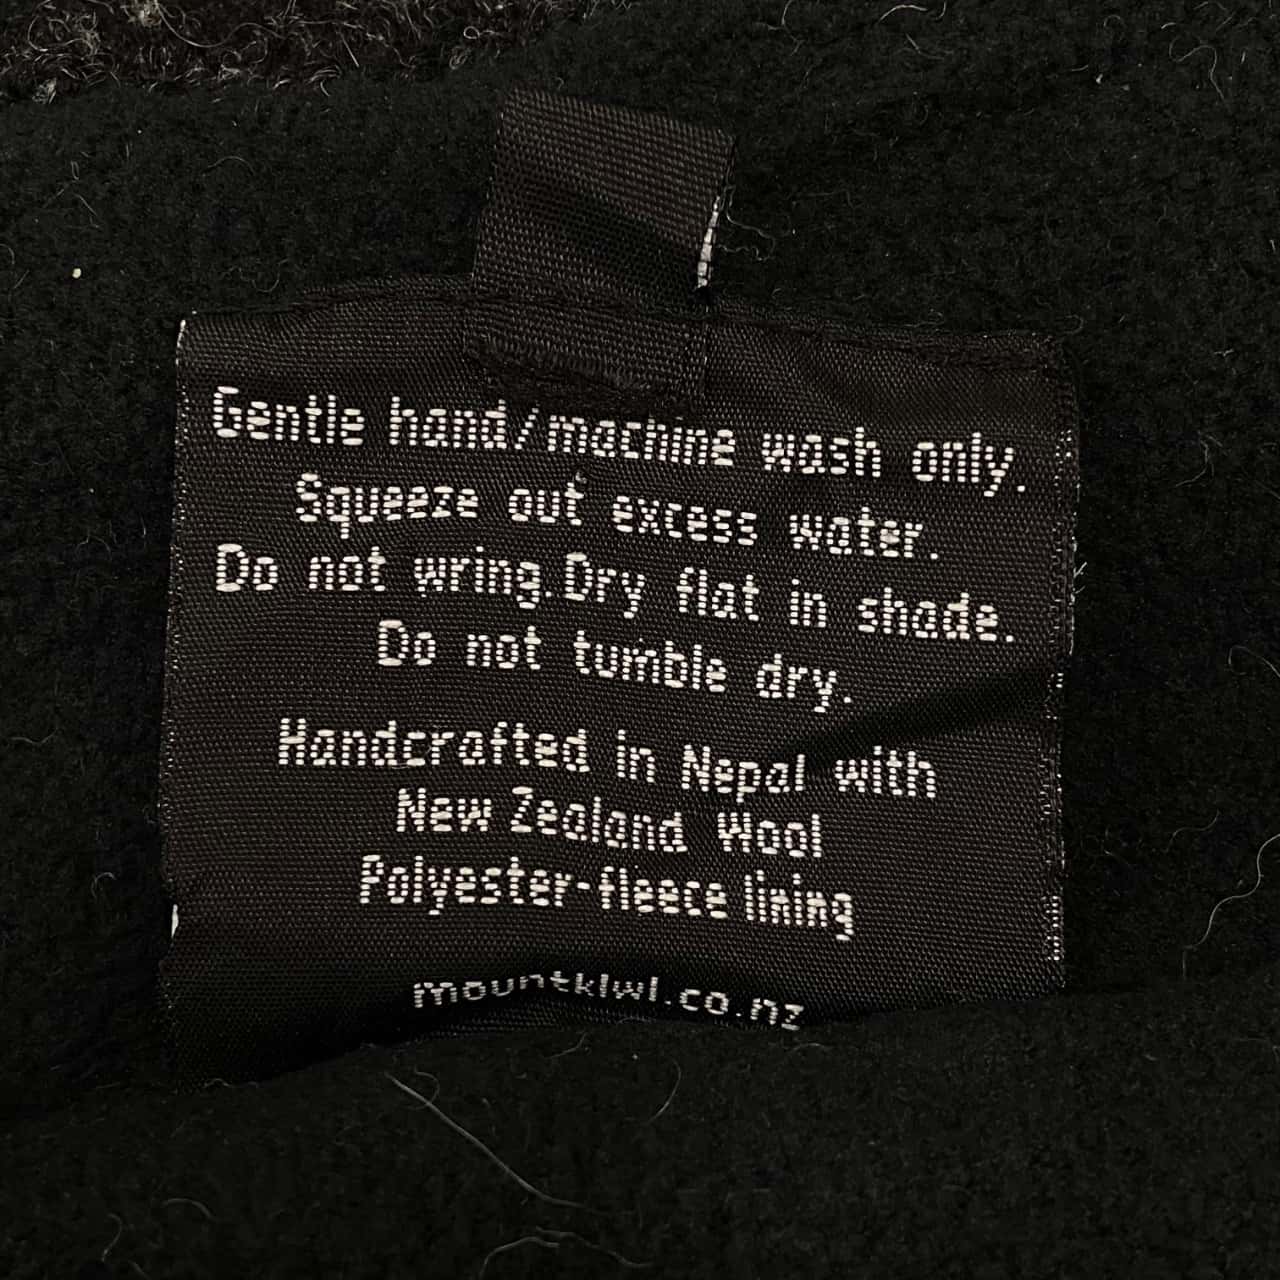 Gentle hand/machine wash only.
Squeeze out excess water.
Do not wring.Dry flat in shade.
Do not tumble dry.
Handcrafted in Nepal with
New Zealand Wool
Polyester-fleece lining
mountkiwi.co.nz